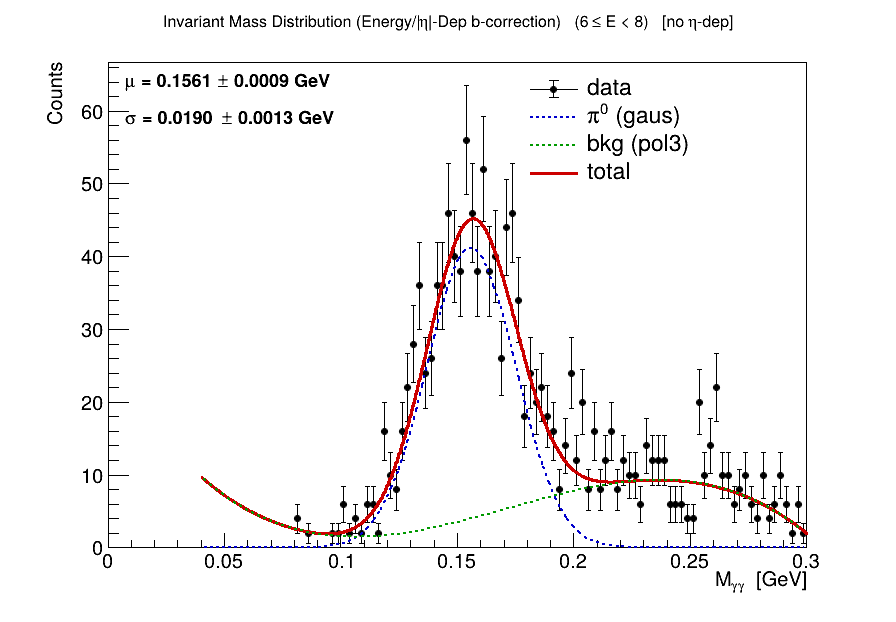 Invariant Mass Distribution (Energy/|η|-Dep b-correction)   (6 ≤ E < 8)   [no η-dep]
Counts
μ = 0.1561 ± 0.0009 GeV
σ = 0.0190 ± 0.0013 GeV
data
π⁰ (gaus)
bkg (pol3)
total
60
50
40
30
20
10
0
0 0.05 0.1 0.15 0.2 0.25 0.3
Mγγ [GeV]